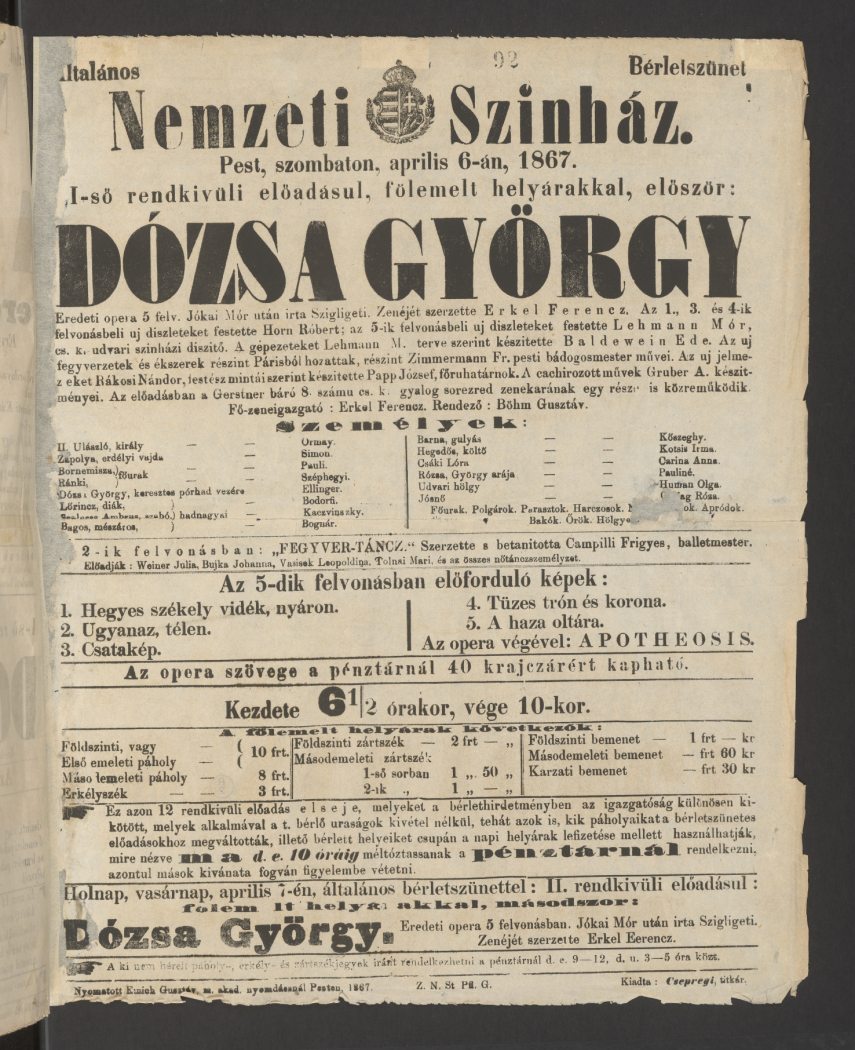 92
ltalános Bérletszünet
Nemzeti Szinház. !
Pest, szombaton, aprilis 6-án, 1867.
I-ső rendkivüli előadásul, fölemelt helyárakkal, először:
DÓZSA GYÖRGY
Eredeti opera 5 felv. Jókai Mór után irta Szigligeti. Zenéjét szerzette Erkel Ferencz. Az 1., 3. és 4-ik
felvonásbeli uj diszleteket festette Horn Róbert; az 5-ik felvonásbeli uj diszleteket festette Lehmann Mór,
cs. k. udvari szinházi diszitő. A gépezeteket Lehmann M. terve szerint készitette Baldewein Ede. Az uj
fegyverzetek és ékszerek részint Párisból hozattak, részint Zimmermann Fr. pesti bádogosmester művei. Az uj jelme-
zeket Rákosi Nándor, festész mintái szerint készitette Papp József, főruhatárnok. A cachirozott művek Gruber A. készit-
ményei. Az előadásban a Gerstner báró 8. számu cs. k. gyalog sorezred zenekarának egy része is közreműködik.
Fő-zeneigazgató : Erkel Ferencz. Rendező : Böhm Gusztáv.
Személyek:
II. Ulászló, király — — Ormay.
Zápolya, erdélyi vajda — Simon.
Bornemisza,) főurak — — Pauli.
Ránki, ) — — Széphegyi.
Dózsa György, keresztes pórhad vezére — Ellinger.
Lőrincz, diák, ) — Bodorfi.
Ambrus, szabó,) hadnagyai — Kaczvinszky.
Bagos, mészáros, ) — Bognár.
Barna, gulyás — — Kőszeghy.
Hegedős, költő — — Kotsis Irma.
Csáki Lóra — — Carina Anna.
Rózsa, György arája — — Pauliné.
Udvari hölgy — — Human Olga.
Jósnő — — Róza.
Főurak. Polgárok. Parasztok. Harczosok. ok. Apródok.
Bakók. Őrök. Hölgye
2-ik felvonásban: „FEGYVER-TÁNCZ.“ Szerzette s betanitotta Campilli Frigyes, balletmester.
Előadják : Weiner Julia, Bujka Johanna, Vasisek Leopoldina, Tolnai Mari, és az összes nőtánczszemélyzet.
Az 5-dik felvonásban előforduló képek:
1. Hegyes székely vidék, nyáron.
2. Ugyanaz, télen.
3. Csatakép.
4. Tüzes trón és korona.
5. A haza oltára.
Az opera végével: APOTHEOSIS.
Az opera szövege a pénztárnál 40 krajczárért kapható.
Kezdete 6 1|2 órakor, vége 10-kor.
A fölemelt helyárak következők:
Földszinti, vagy — ( 10 frt.
Első emeleti páholy — (
Másodemeleti páholy — 8 frt.
Erkélyszék — 3 frt.
Földszinti zártszék — 2 frt — „
Másodemeleti zártszék
1-ső sorban 1 „ 50 „
2-ik „ 1 „ — „
Földszinti bemenet — 1 frt — kr
Másodemeleti bemenet — frt 60 kr
Karzati bemenet — frt 30 kr
Ez azon 12 rendkivüli előadás elseje, melyeket a bérlethirdetményben az igazgatóság különösen ki-
kötött, melyek alkalmával a t. bérlő uraságok kivétel nélkül, tehát azok is, kik páholyaikat a bérletszünetes
előadásokhoz megváltották, illető bérlett helyeiket csupán a napi helyárak lefizetése mellett használhatják,
mire nézve ma d. e. 10 óráig méltóztassanak a pénztárnál rendelkezni,
azontul mások kivánata fogván figyelembe vétetni.
Holnap, vasárnap, aprilis 7-én, általános bérletszünettel: II. rendkivüli előadásul:
fölemelt helyárakkal, másodszor:
Dózsa György. Eredeti opera 5 felvonásban. Jókai Mór után irta Szigligeti.
Zenéjét szerzette Erkel Eerencz.
A ki nem bérelt páholy-, erkély- és zártszékjegyek iránt rendelkezhetni a pénztárnál d. e. 9—12, d. u. 3—5 óra közt.
Nyomatott Emich Gusztáv, m. akad. nyomdásznál Pesten, 1867. Z. N. St Pfl. G. Kiadta : Csepregi, titkár.